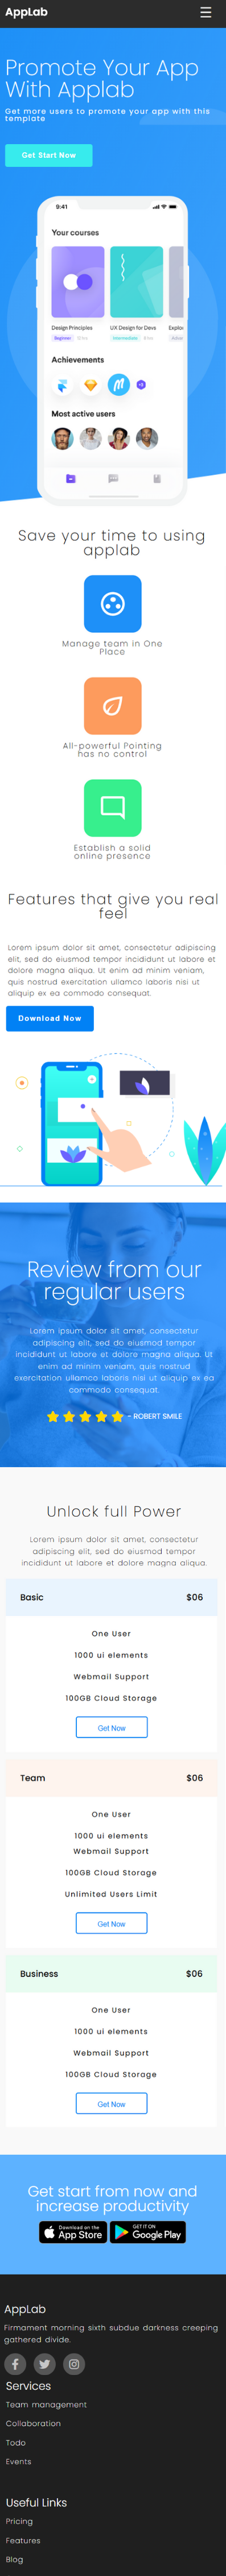 AppLab
Promote Your App
With Applab
Get more users to promote your app with this
template
Get Start Now
9:41
Your courses
Design Principles
UX Design for Devs
Explor
Beginner
Intermediate
Advan
Achievements
Most active users
Save your time to using
applab
Manage team in One
Place
All-powerful Pointing
has no control
Establish a solid
online presence
Features that give you real
feel
Lorem ipsum dolor sit amet, consectetur adipiscing
elit, sed do eiusmod tempor incididunt ut labore et
dolore magna aliqua. Ut enim ad minim veniam,
quis nostrud exercitation ullamco laboris nisi ut
aliquip ex ea commodo consequat.
Download Now
Review from our
regular users
Lorem ipsum dolor sit amet, consectetur
adipiscing elit, sed do eiusmod tempor
incididunt ut labore et dolore magna aliqua. Ut
enim ad minim veniam, quis nostrud
exercitation ullamco laboris nisi ut aliquip ex ea
commodo consequat.
- ROBERT SMILE
Unlock full Power
Lorem ipsum dolor sit amet, consectetur
adipiscing elit, sed do eiusmod tempor
incididunt ut labore et dolore magna aliqua.
Basic $06
One User
1000 ui elements
Webmail Support
100GB Cloud Storage
Get Now
Team $06
One User
1000 ui elements
Webmail Support
100GB Cloud Storage
Unlimited Users Limit
Get Now
Business $06
One User
1000 ui elements
Webmail Support
100GB Cloud Storage
Get Now
Get start from now and
increase productivity
Download on the
App Store
GET IT ON
Google Play
AppLab
Firmament morning sixth subdue darkness creeping
gathered divide.
Services
Team management
Collaboration
Todo
Events
Useful Links
Pricing
Features
Blog